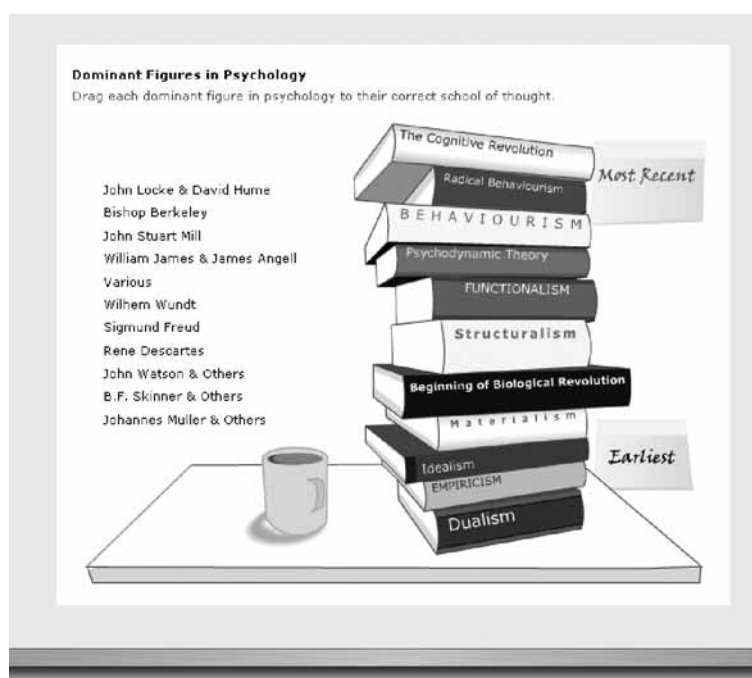 Dominant Figures in Psychology
Drag each dominant figure in psychology to their correct school of thought.
John Locke & David Hume
Bishop Berkeley
John Stuart Mill
William James & James Angell
Various
Wilhem Wundt
Sigmund Freud
Rene Descartes
John Watson & Others
B.F. Skinner & Others
Johannes Muller & Others
The Cognitive Revolution
Radical Behaviourism
BEHAVIOURISM
Psychodynamic Theory
FUNCTIONALISM
Structuralism
Beginning of Biological Revolution
Materialism
Idealism
EMPIRICISM
Dualism
Most Recent
Earliest